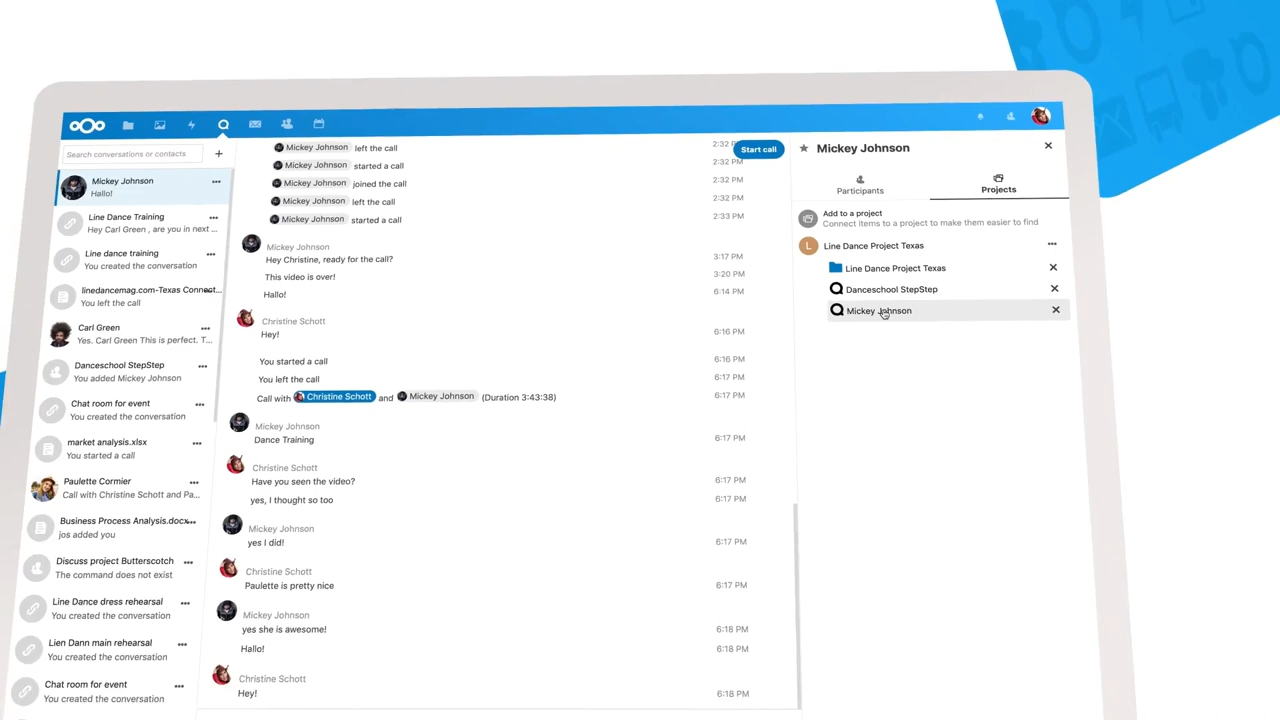 Search conversations or contacts
+
Mickey Johnson
Hallo!
Line Dance Training
Hey Carl Green , are you in next ...
Line dance training
You created the conversation
linedancemag.com-Texas Connect...
You left the call
Carl Green
Yes. Carl Green This is perfect. T...
Danceschool StepStep
You added Mickey Johnson
Chat room for event
You created the conversation
market analysis.xlsx
You started a call
Paulette Cormier
Call with Christine Schott and Pa...
Business Process Analysis.docx
jos added you
Discuss project Butterscotch
The command does not exist
Line Dance dress rehearsal
You created the conversation
Lien Dann main rehearsal
You created the conversation
Chat room for event
You created the conversation
Mickey Johnson left the call 2:32 PM
Mickey Johnson started a call 2:32 PM
Mickey Johnson joined the call 2:32 PM
Mickey Johnson left the call 2:32 PM
Mickey Johnson started a call 2:33 PM
Start call
Mickey Johnson
Hey Christine, ready for the call? 3:17 PM
This video is over! 3:20 PM
Hallo! 6:14 PM
Christine Schott
Hey! 6:16 PM
You started a call 6:16 PM
You left the call 6:17 PM
Call with Christine Schott and Mickey Johnson (Duration 3:43:38) 6:17 PM
Mickey Johnson
Dance Training 6:17 PM
Christine Schott
Have you seen the video? 6:17 PM
yes, I thought so too 6:17 PM
Mickey Johnson
yes I did! 6:17 PM
Christine Schott
Paulette is pretty nice 6:17 PM
Mickey Johnson
yes she is awesome! 6:18 PM
Hallo! 6:18 PM
Christine Schott
Hey! 6:18 PM
Mickey Johnson
Participants
Projects
Add to a project
Connect items to a project to make them easier to find
L Line Dance Project Texas
Line Dance Project Texas
Danceschool StepStep
Mickey Johnson